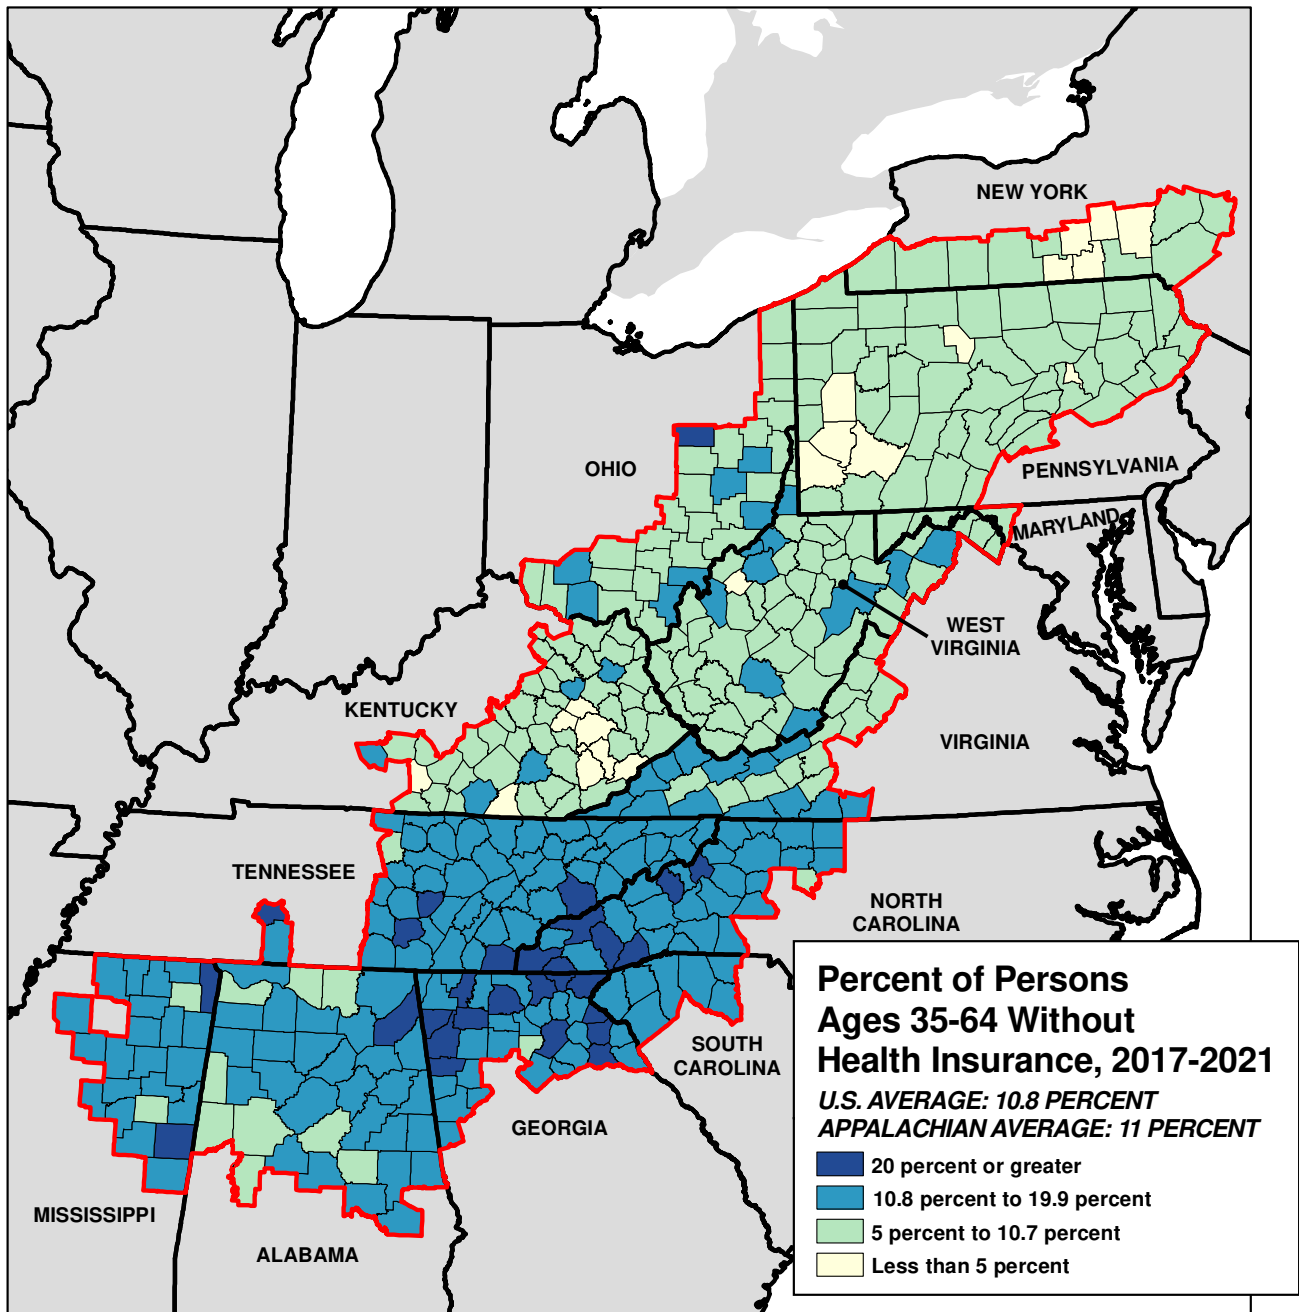 NEW YORK
OHIO
PENNSYLVANIA
MARYLAND
WEST
VIRGINIA
KENTUCKY
VIRGINIA
TENNESSEE
NORTH
CAROLINA
SOUTH
CAROLINA
GEORGIA
MISSISSIPPI
ALABAMA
Percent of Persons
Ages 35-64 Without
Health Insurance, 2017-2021
U.S. AVERAGE: 10.8 PERCENT
APPALACHIAN AVERAGE: 11 PERCENT
20 percent or greater
10.8 percent to 19.9 percent
5 percent to 10.7 percent
Less than 5 percent